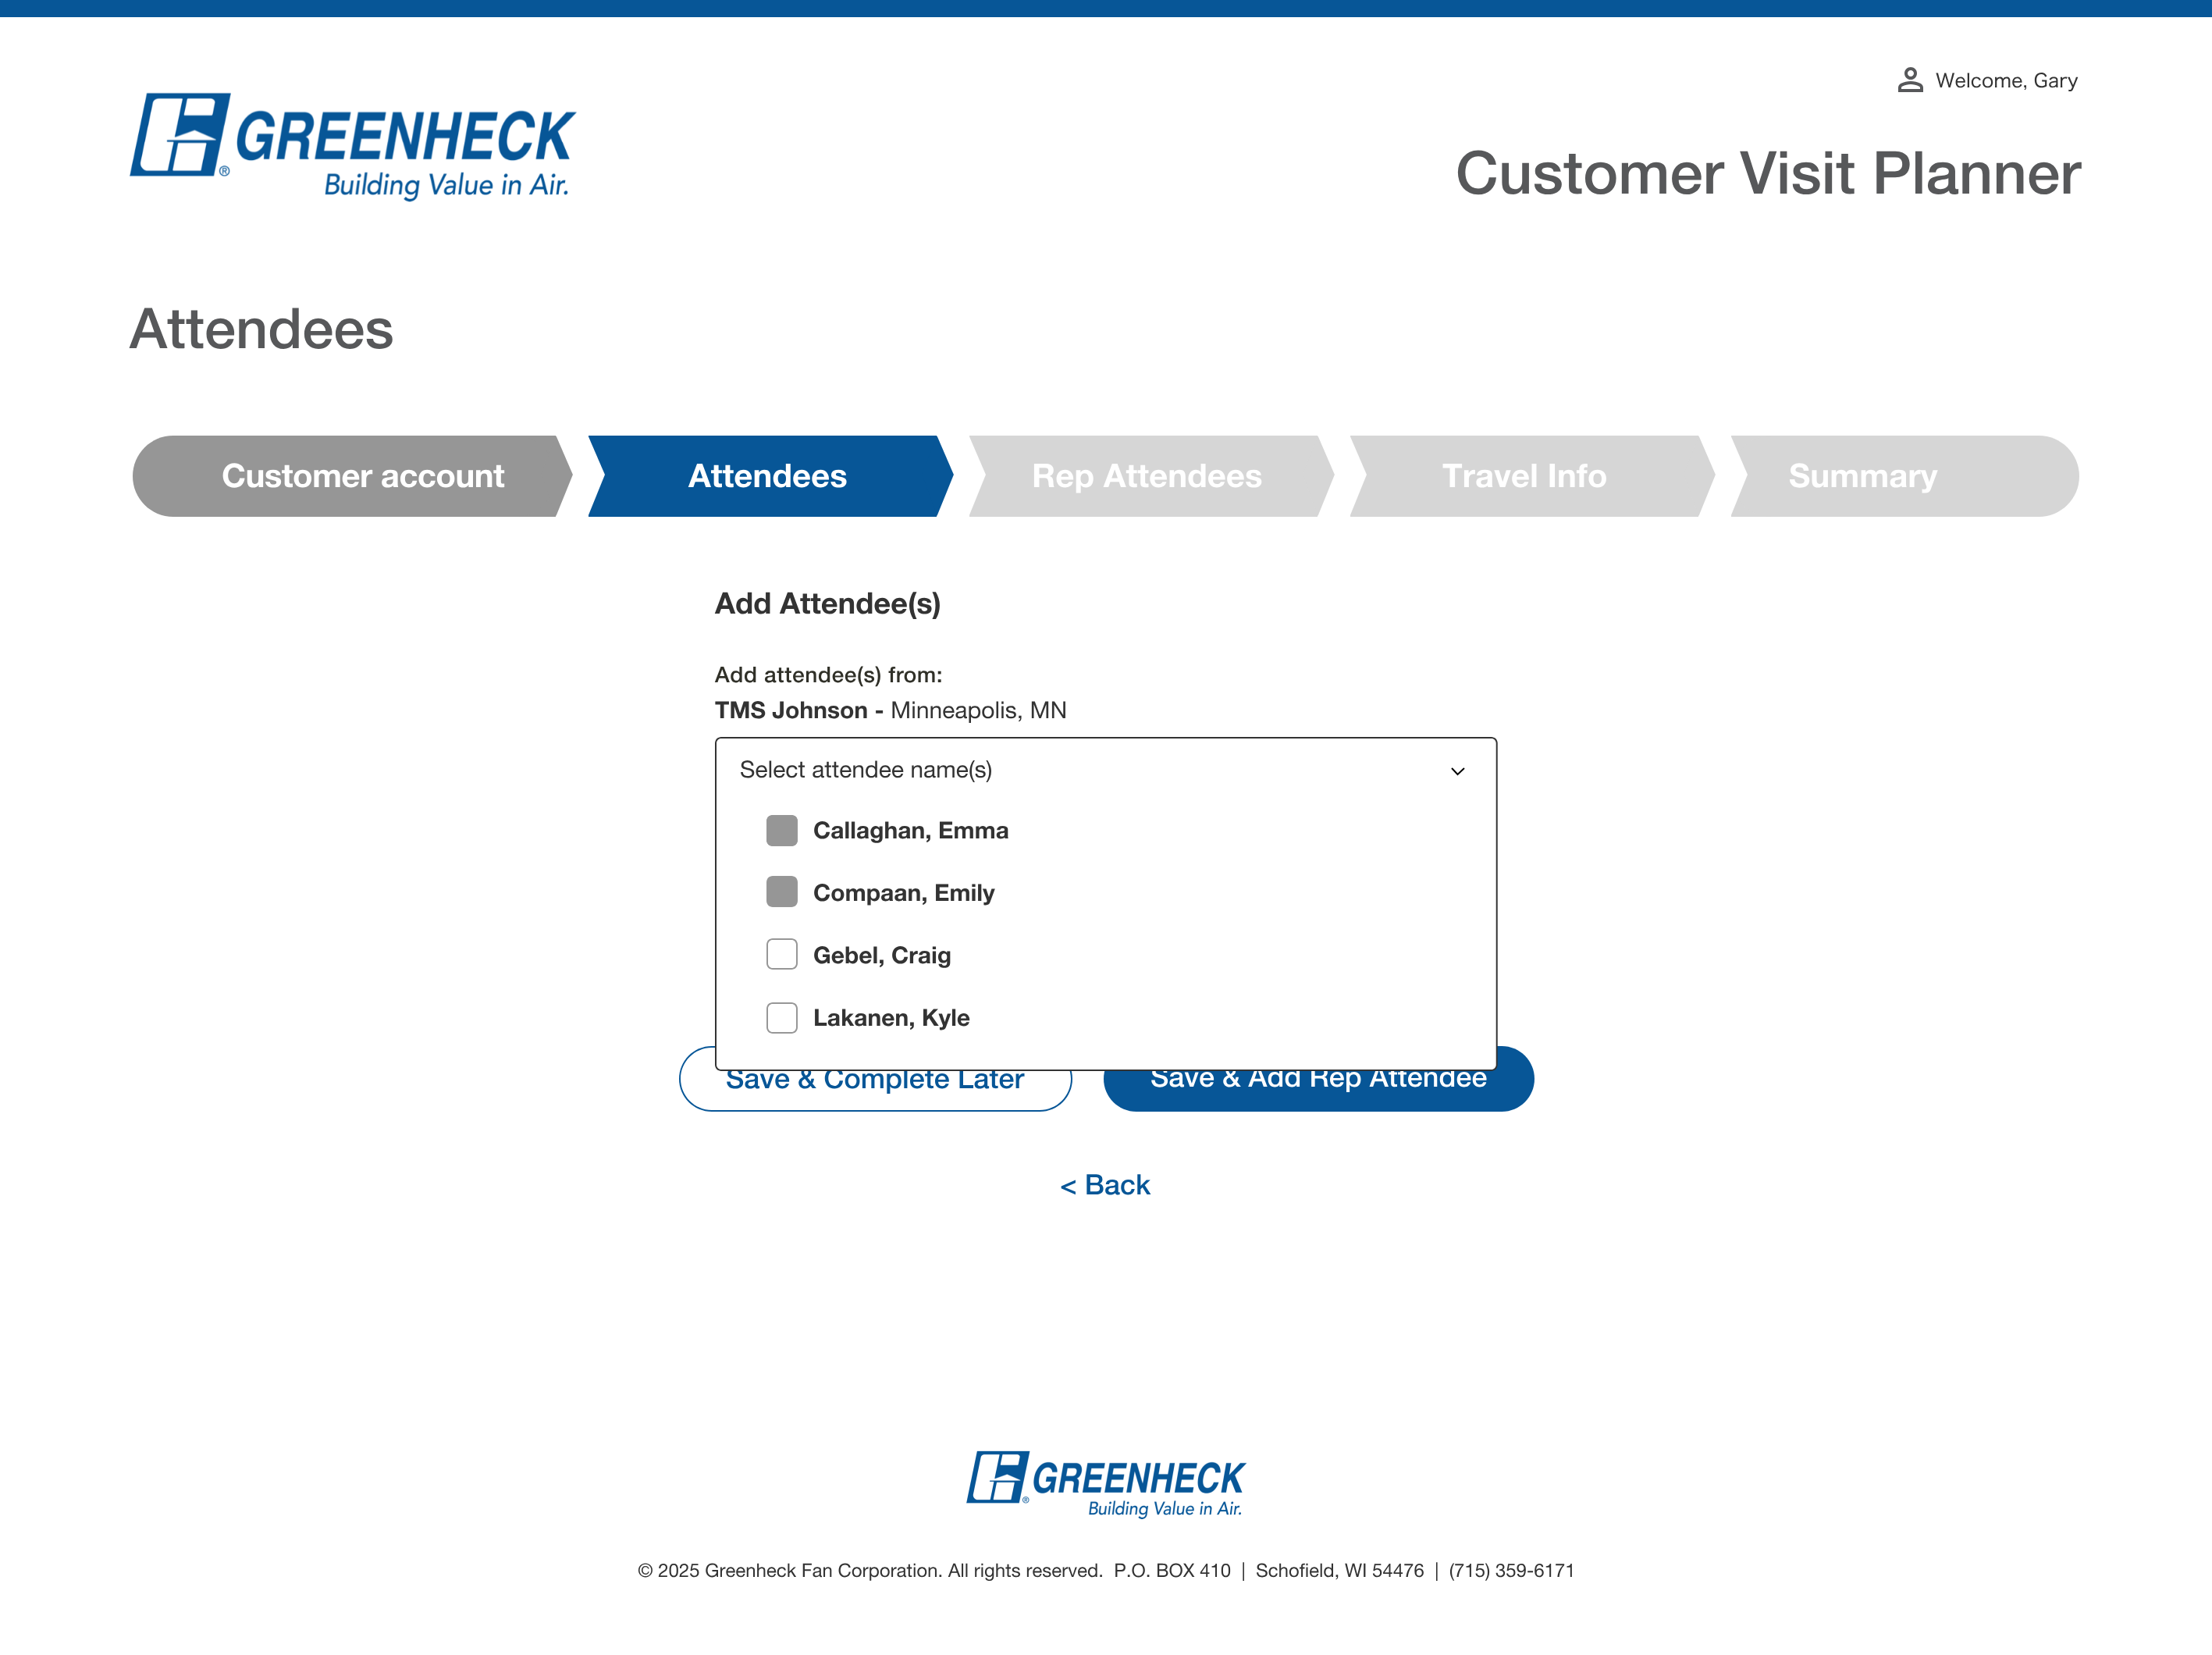 Welcome, Gary
GREENHECK
Building Value in Air.
Customer Visit Planner
Attendees
Customer account
Attendees
Rep Attendees
Travel Info
Summary
Add Attendee(s)
Add attendee(s) from:
TMS Johnson - Minneapolis, MN
Select attendee name(s)
Callaghan, Emma
Compaan, Emily
Gebel, Craig
Lakanen, Kyle
Save & Complete Later
Save & Add Rep Attendee
< Back
GREENHECK
Building Value in Air.
© 2025 Greenheck Fan Corporation. All rights reserved. P.O. BOX 410 | Schofield, WI 54476 | (715) 359-6171